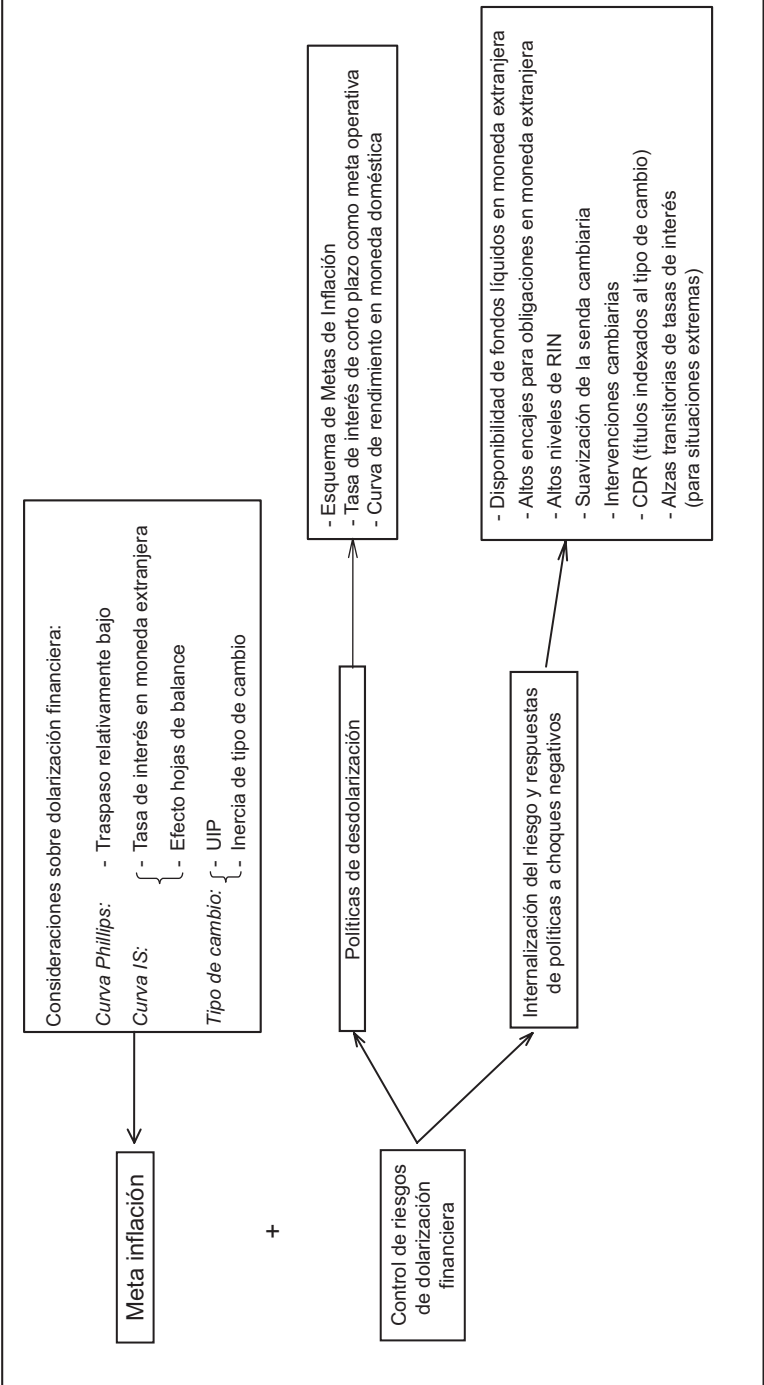 Meta inflación
+
Control de riesgos
de dolarización
financiera
Consideraciones sobre dolarización financiera:
Curva Phillips: - Traspaso relativamente bajo
Curva IS: - Tasa de interés en moneda extranjera
- Efecto hojas de balance
Tipo de cambio: - UIP
- Inercia de tipo de cambio
Políticas de desdolarización
- Esquema de Metas de Inflación
- Tasa de interés de corto plazo como meta operativa
- Curva de rendimiento en moneda doméstica
Internalización del riesgo y respuestas
de políticas a choques negativos
- Disponibilidad de fondos líquidos en moneda extranjera
- Altos encajes para obligaciones en moneda extranjera
- Altos niveles de RIN
- Suavización de la senda cambiaria
- Intervenciones cambiarias
- CDR (títulos indexados al tipo de cambio)
- Alzas transitorias de tasas de interés
(para situaciones extremas)